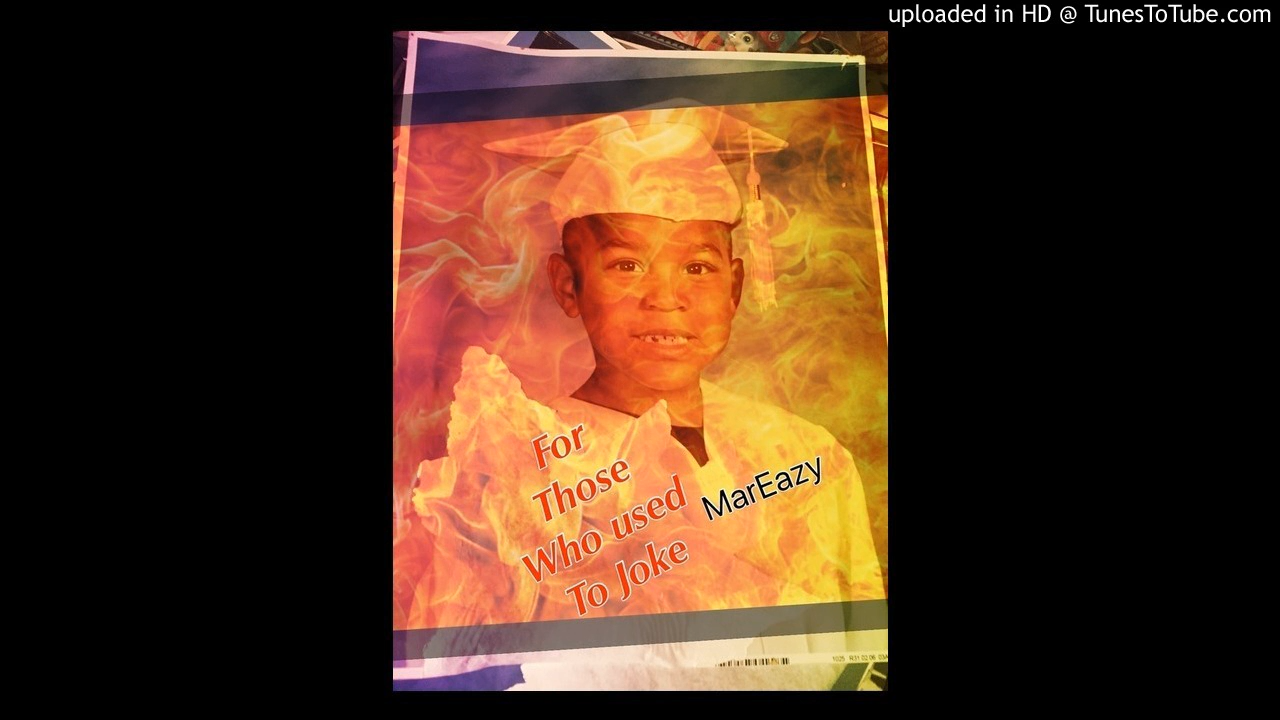 uploaded in HD @ TunesToTube.com
For
Those
Who used
To Joke
MarEazy